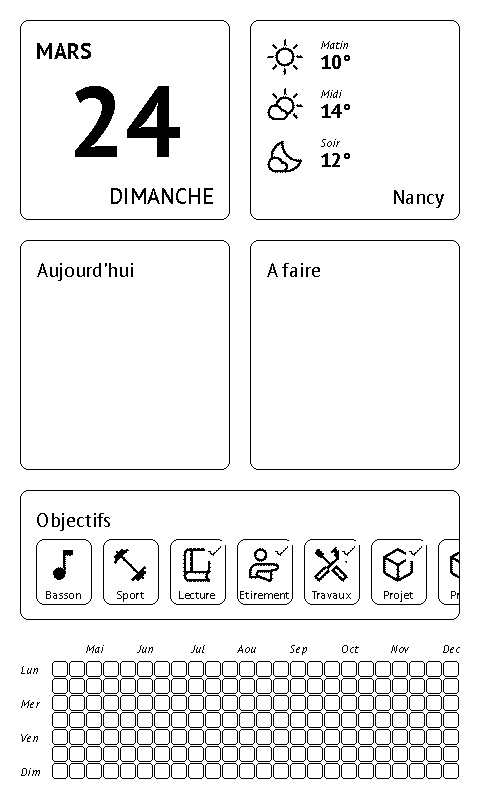 MARS
24
DIMANCHE
Matin
10°
Midi
14°
Soir
12°
Nancy
Aujourd'hui
A faire
Objectifs
Basson Sport Lecture Etirement Travaux Projet Pr
Mai Jun Jul Aou Sep Oct Nov Dec
Lun
Mer
Ven
Dim